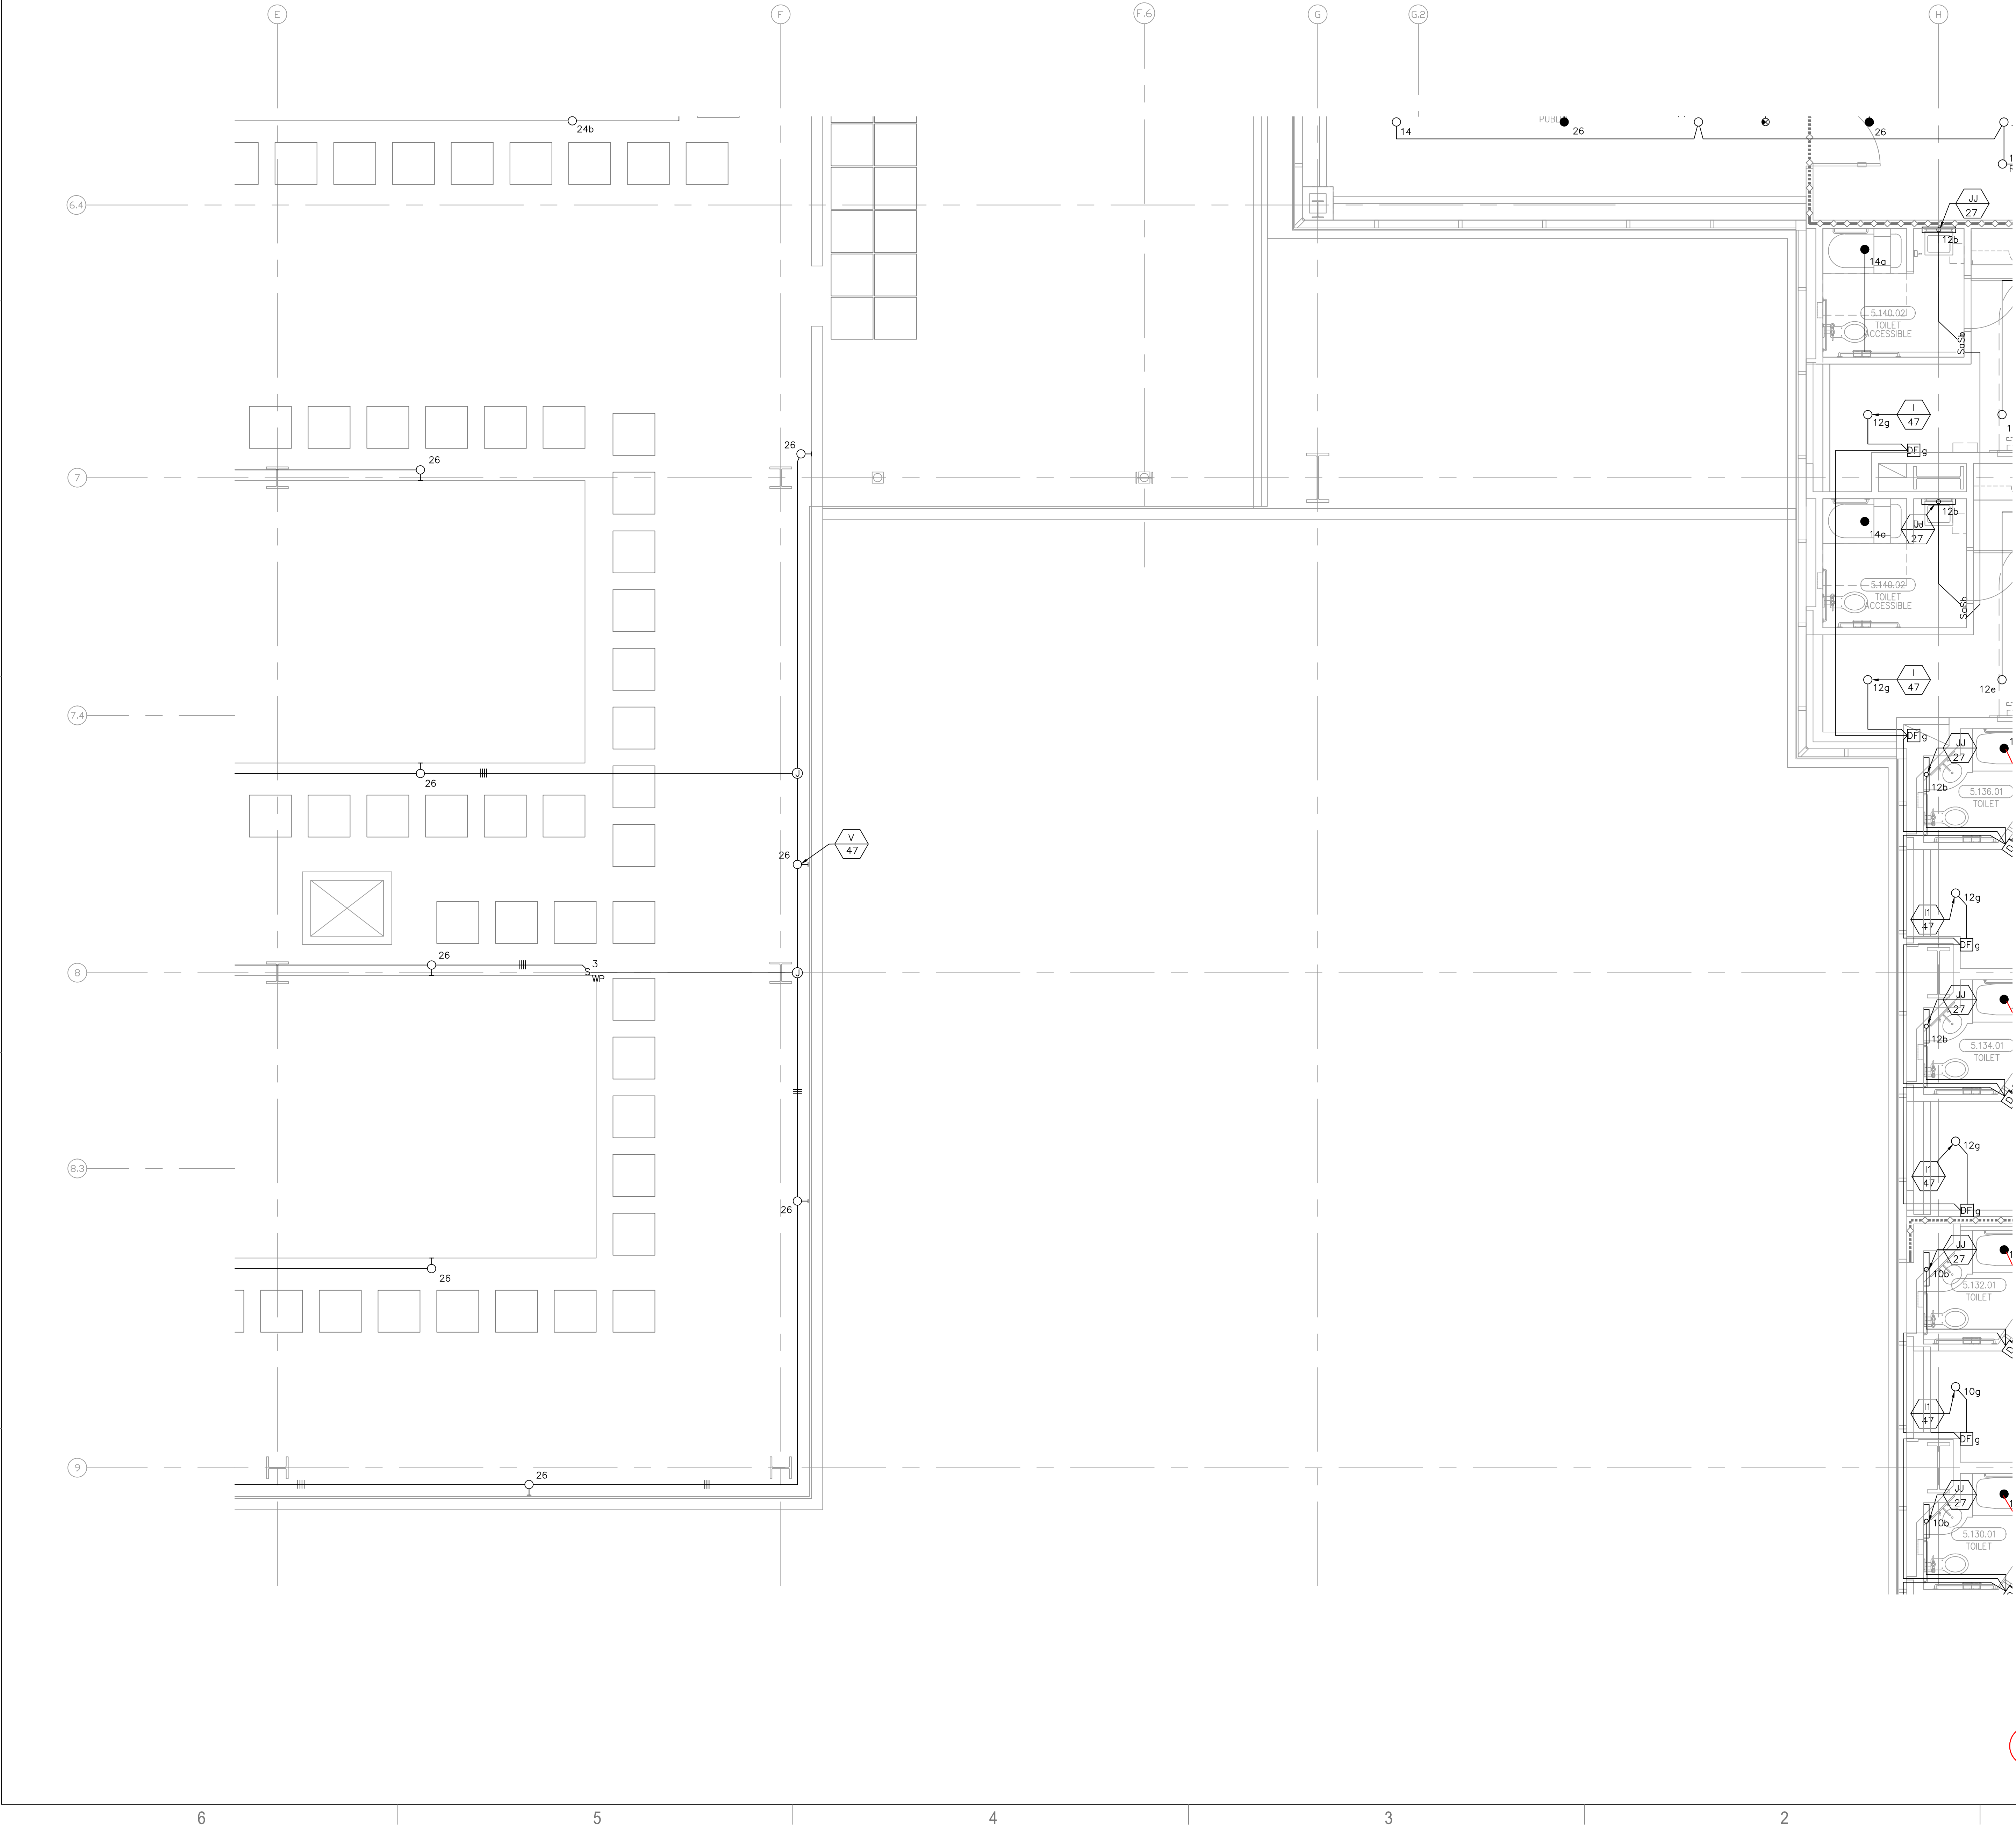 E
F
F.6
G
G.2
H
24b
14
26
26
6.4
JJ
27
12b
14a
5.140.02
TOILET
ACCESSIBLE
SaSb
I
47
12g
DF g
26
26
7
12b
JJ
27
14a
5.140.02
TOILET
ACCESSIBLE
SaSb
I
47
12g
12e
7.4
DF g
JJ
27
J
26
12b
5.136.01
TOILET
V
47
26
12g
I1
47
DF g
26
3
S
WP
J
8
JJ
27
12b
5.134.01
TOILET
12g
I1
47
8.3
26
DF g
JJ
27
26
10b
5.132.01
TOILET
10g
I1
47
DF g
9
26
JJ
27
10b
5.130.01
TOILET
6
5
4
3
2